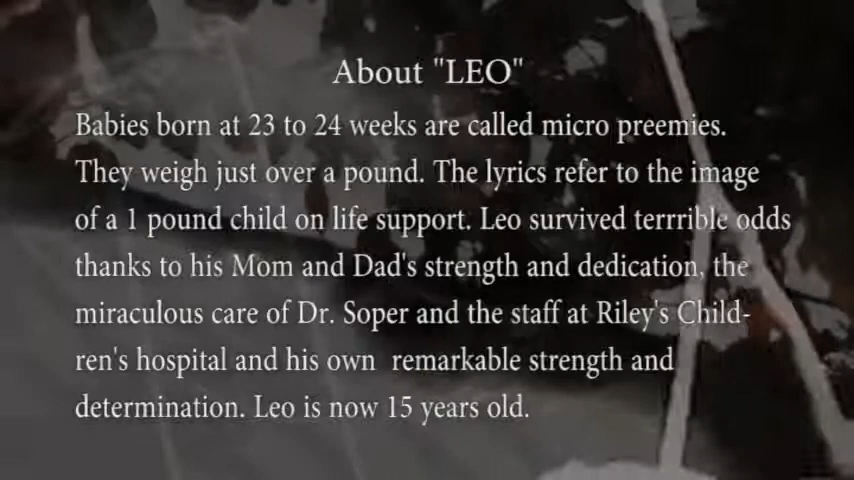 About "LEO"
Babies born at 23 to 24 weeks are called micro preemies.
They weigh just over a pound. The lyrics refer to the image
of a 1 pound child on life support. Leo survived terrrible odds
thanks to his Mom and Dad's strength and dedication, the
miraculous care of Dr. Soper and the staff at Riley's Child-
ren's hospital and his own  remarkable strength and
determination. Leo is now 15 years old.